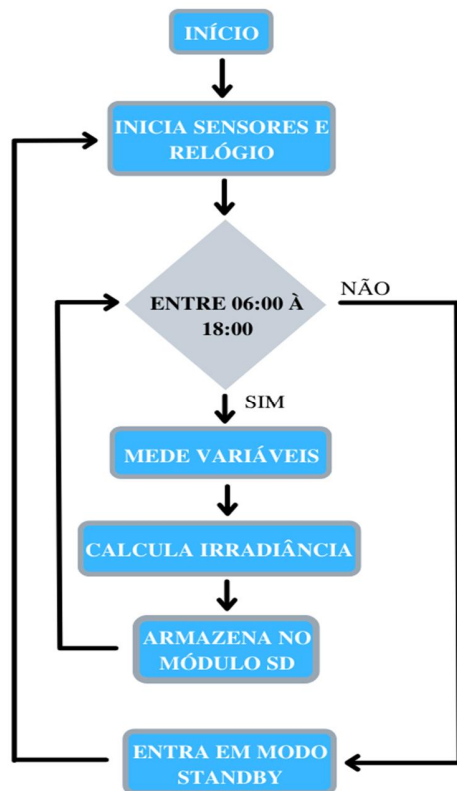 INÍCIO
INICIA SENSORES E
RELÓGIO
ENTRE 06:00 À
18:00
NÃO
SIM
MEDE VARIÁVEIS
CALCULA IRRADIÂNCIA
ARMAZENA NO
MÓDULO SD
ENTRA EM MODO
STANDBY